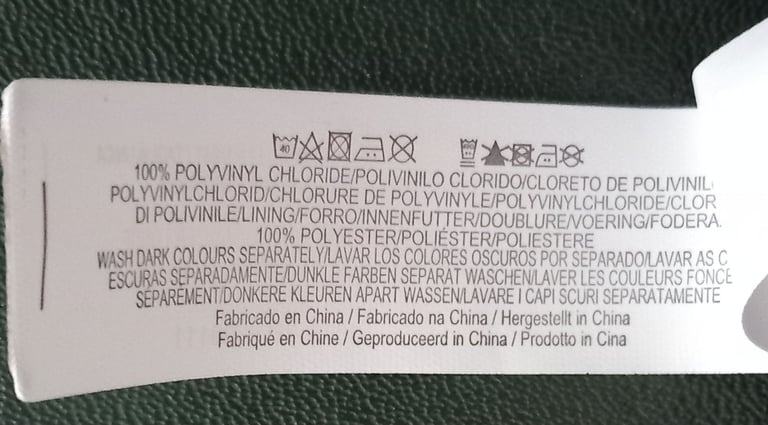 40
100% POLYVINYL CHLORIDE/POLIVINILO CLORIDO/CLORETO DE POLIVINIL
POLYVINYLCHLORID/CHLORURE DE POLYVINYLE/POLYVINYLCHLORIDE/CLOR
DI POLIVINILE/LINING/FORRO/INNENFUTTER/DOUBLURE/VOERING/FODERA.
100% POLYESTER/POLIÉSTER/POLIESTERE
WASH DARK COLOURS SEPARATELY/LAVAR LOS COLORES OSCUROS POR SEPARADO/LAVAR AS C
ESCURAS SEPARADAMENTE/DUNKLE FARBEN SEPARAT WASCHEN/LAVER LES COULEURS FONCE
SEPAREMENT/DONKERE KLEUREN APART WASSEN/LAVARE I CAPI SCURI SEPARATAMENTE
Fabricado en China / Fabricado na China / Hergestellt in China
Fabriqué en Chine / Geproduceerd in China / Prodotto in Cina